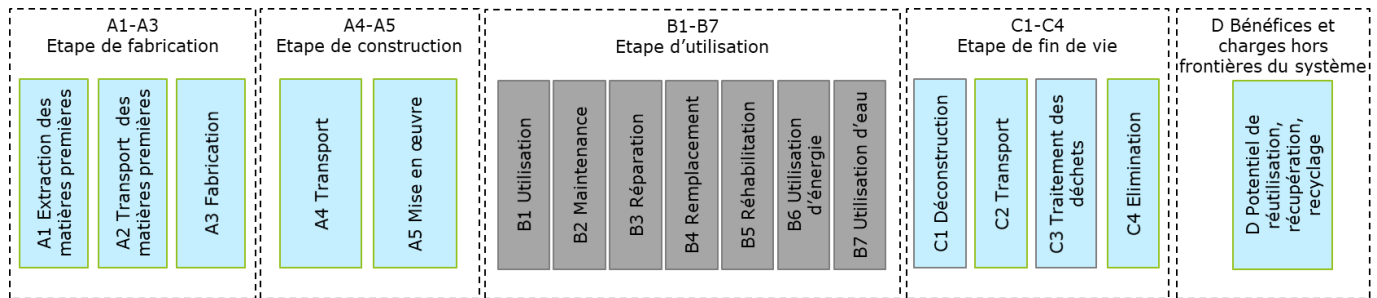 A1-A3
Etape de fabrication
A1 Extraction des
matières premières
A2 Transport des
matières premières
A3 Fabrication
A4-A5
Etape de construction
A4 Transport
A5 Mise en œuvre
B1-B7
Etape d’utilisation
B1 Utilisation
B2 Maintenance
B3 Réparation
B4 Remplacement
B5 Réhabilitation
B6 Utilisation
d’énergie
B7 Utilisation d’eau
C1-C4
Etape de fin de vie
C1 Déconstruction
C2 Transport
C3 Traitement des
déchets
C4 Elimination
D Bénéfices et
charges hors
frontières du système
D Potentiel de
réutilisation,
récupération,
recyclage